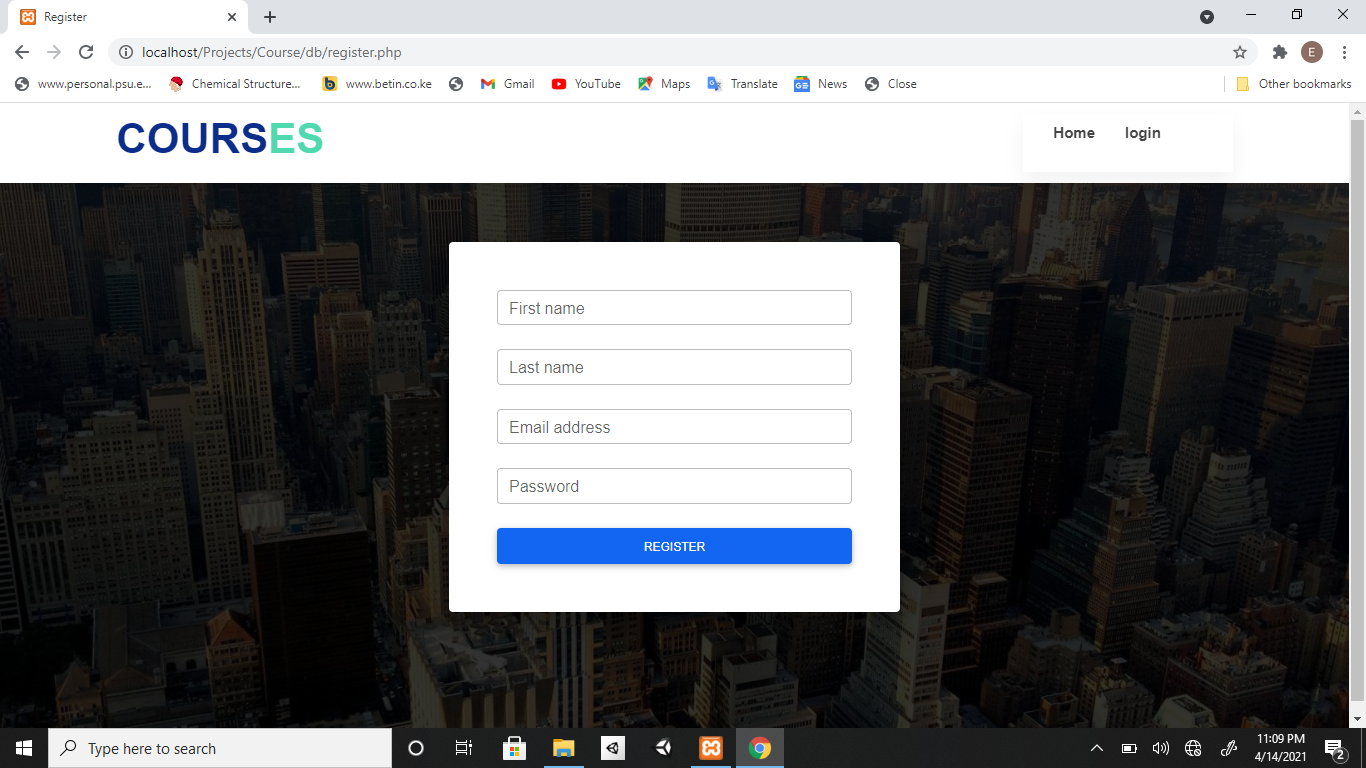 Register
localhost/Projects/Course/db/register.php
E
www.personal.psu.e... Chemical Structure... www.betin.co.ke Gmail YouTube Maps Translate News Close Other bookmarks
COURSES
Home login
First name
Last name
Email address
Password
REGISTER
Type here to search
11:09 PM
4/14/2021
2